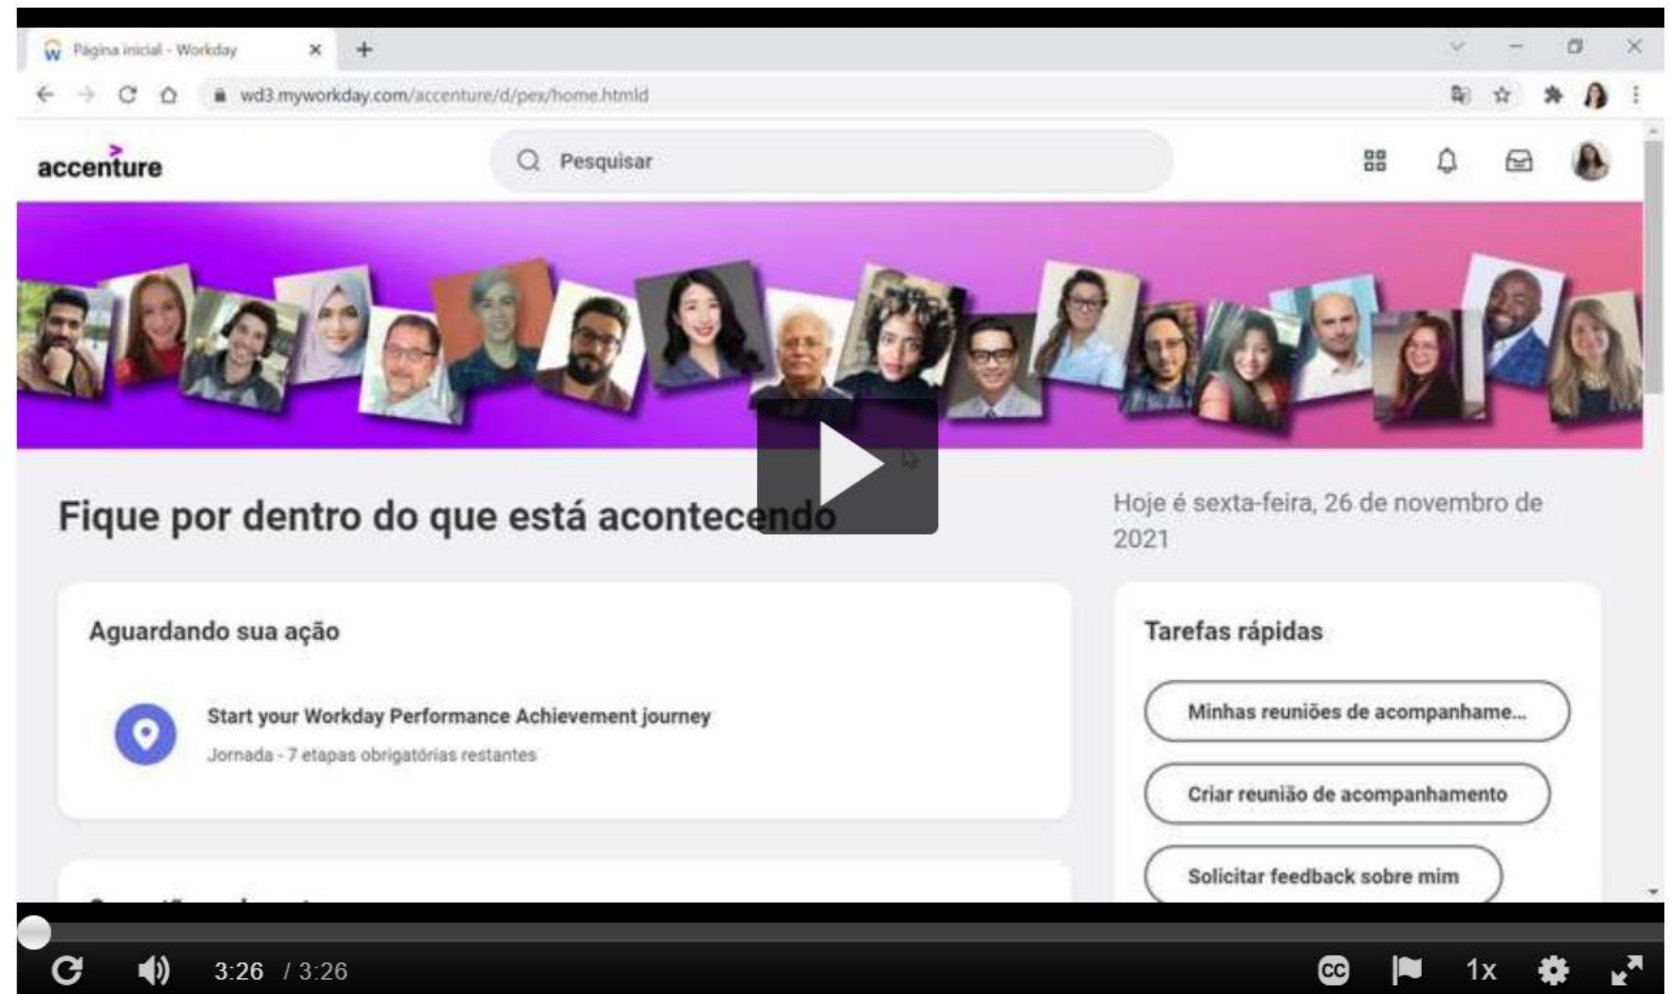 Página inicial - Workday
wd3.myworkday.com/accenture/d/pex/home.htmld
accenture
Pesquisar
Fique por dentro do que está acontecendo
Hoje é sexta-feira, 26 de novembro de
2021
Aguardando sua ação
Start your Workday Performance Achievement journey
Jornada - 7 etapas obrigatórias restantes
Tarefas rápidas
Minhas reuniões de acompanhame...
Criar reunião de acompanhamento
Solicitar feedback sobre mim
3:26 / 3:26
CC
1x